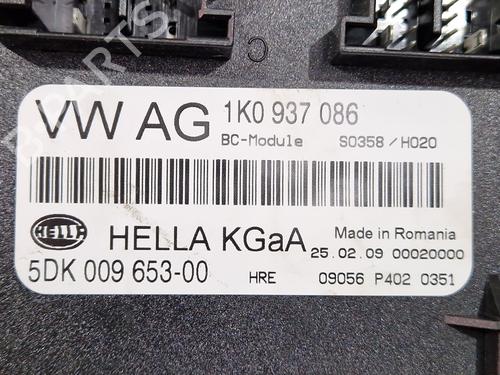 C
VW AG 1K0 937 086
BC-Module S0358/H020
HELLA HELLA KGaA Made in Romania
25.02.09 00020000
5DK 009 653-00 HRE 09056 P402 0351
B-PARTS